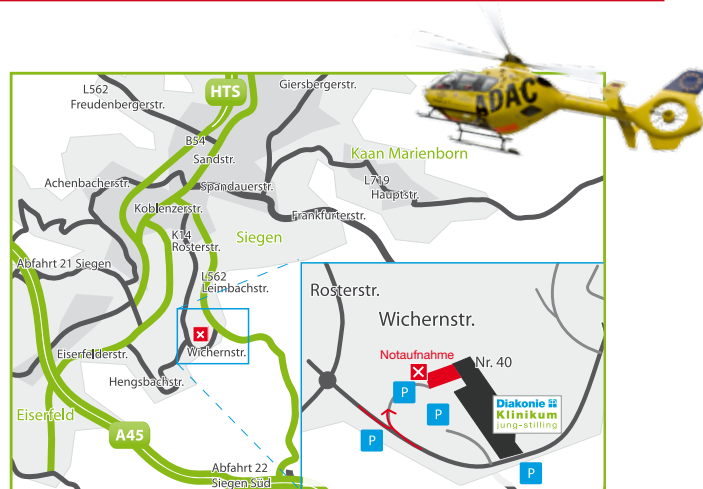 ADAC
L562
Freudenbergerstr.
HTS
Giersbergerstr.
B54
Sandstr.
Kaan Marienborn
Achenbacherstr.
Spandauerstr.
L719
Hauptstr.
Koblenzerstr.
Frankfurterstr.
K14
Rosterstr.
Siegen
Abfahrt 21 Siegen
L562
Leimbachstr.
Rosterstr.
Wichernstr.
Wichernstr.
Eiserfelderstr.
Notaufnahme
Nr. 40
Hengsbachstr.
P
P
Diakonie
Klinikum
jung-stilling
Eiserfeld
A45
P
Abfahrt 22
Siegen Süd
P